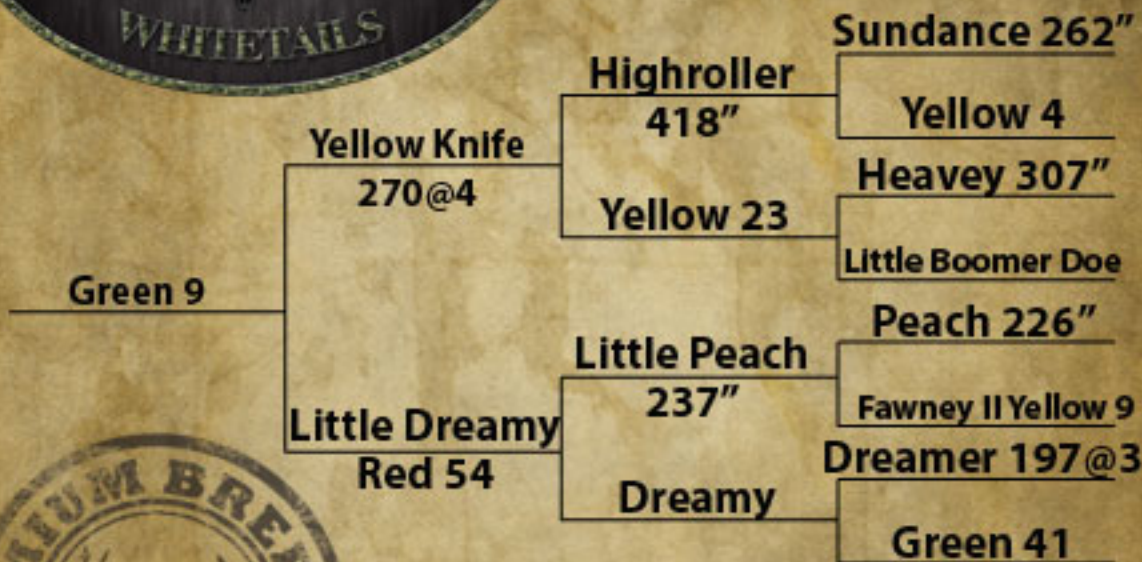 WHITETAILS
Sundance 262”
Highroller
418”
Yellow 4
Yellow Knife
270@4
Heavey 307”
Yellow 23
Little Boomer Doe
Green 9
Peach 226”
Little Peach
237”
Fawney II Yellow 9
Little Dreamy
Red 54
Dreamer 197@3
Dreamy
Green 41